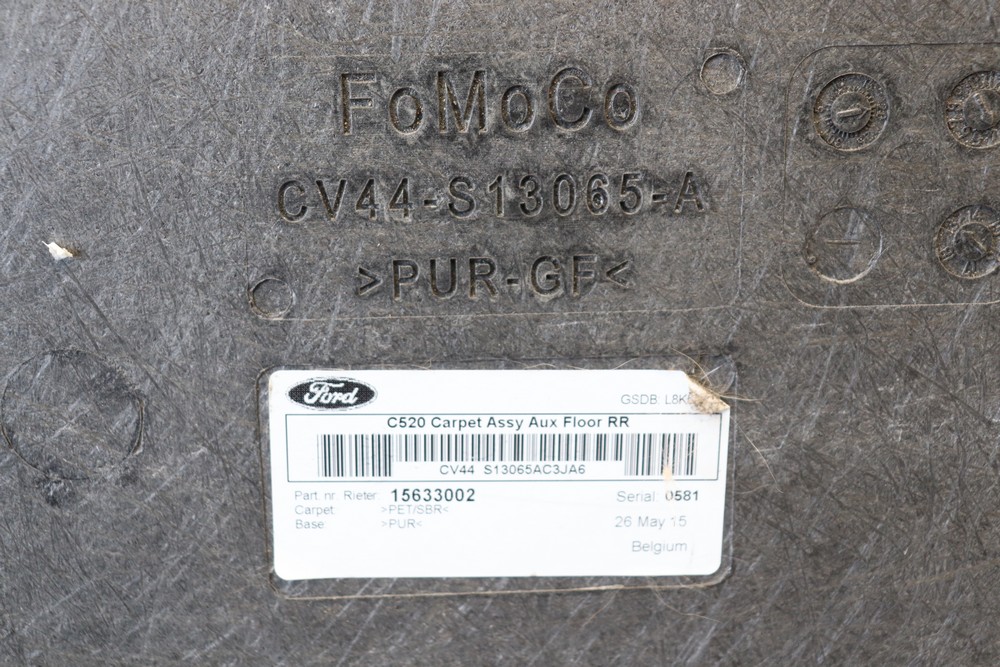 FoMoCo
CV44-S13065-A
>PUR-GF<
Ford
GSDB: L8K
C520 Carpet Assy Aux Floor RR
CV44 S13065AC3JA6
Part. nr. Rieter: 15633002
Serial: 0581
Carpet: >PET/SBR<
26 May 15
Base: >PUR<
Belgium